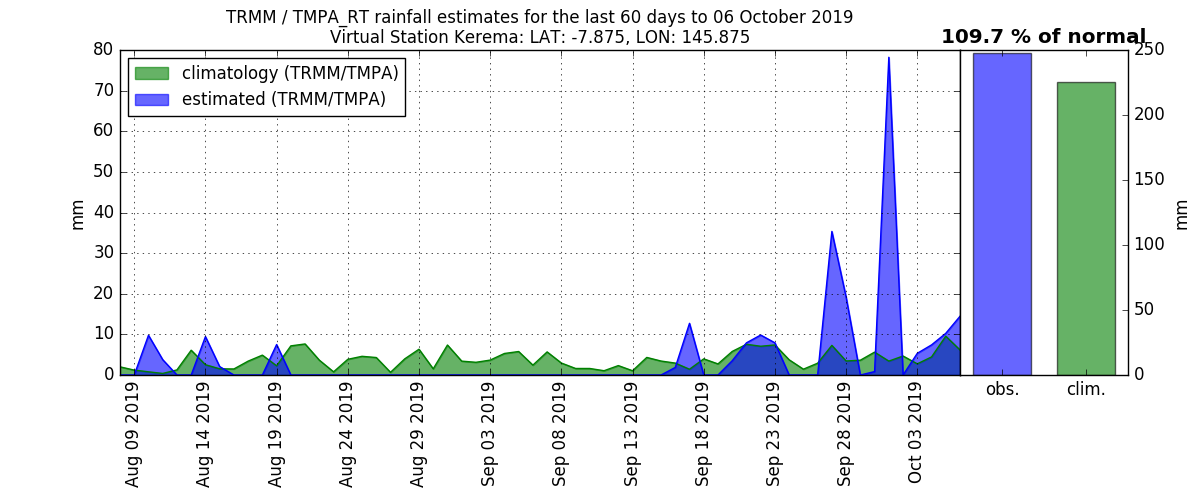 TRMM / TMPA_RT rainfall estimates for the last 60 days to 06 October 2019
Virtual Station Kerema: LAT: -7.875, LON: 145.875
109.7 % of normal
climatology (TRMM/TMPA)
estimated (TRMM/TMPA)
mm
80
70
60
50
40
30
20
10
0
Aug 09 2019
Aug 14 2019
Aug 19 2019
Aug 24 2019
Aug 29 2019
Sep 03 2019
Sep 08 2019
Sep 13 2019
Sep 18 2019
Sep 23 2019
Sep 28 2019
Oct 03 2019
obs.
clim.
250
200
150
100
50
0
mm